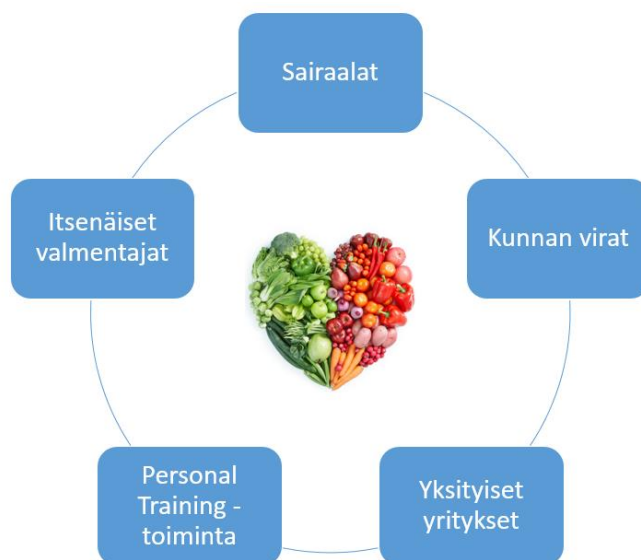 Sairaalat
Itsenäiset
valmentajat
Kunnan virat
Personal
Training -
toiminta
Yksityiset
yritykset